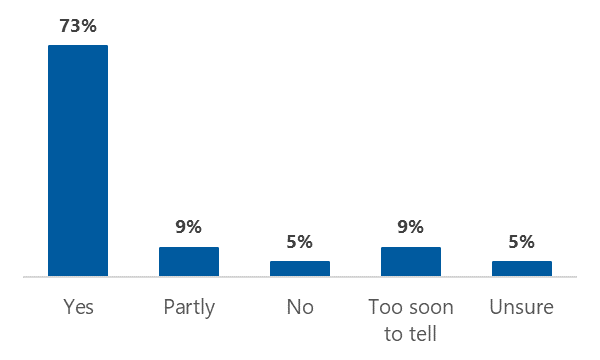 73%
9%
5%
9%
5%
Yes
Partly
No
Too soon
to tell
Unsure